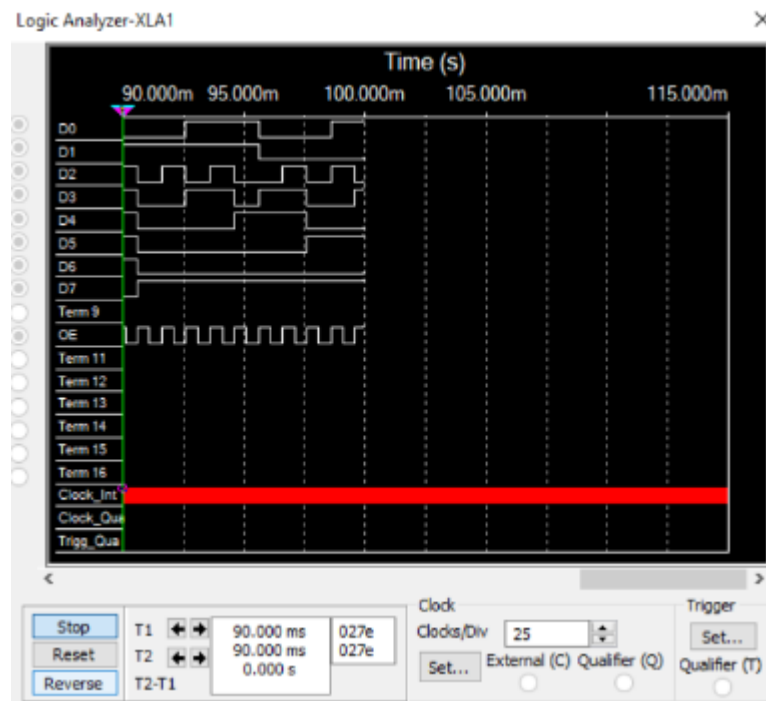 Logic Analyzer-XLA1
Time (s)
90.000m 95.000m 100.000m 105.000m 115.000m
D0
D1
D2
D3
D4
D5
D6
D7
Term 9
OE
Term 11
Term 12
Term 13
Term 14
Term 15
Term 16
Clock_Int
Clock_Qua
Trigg_Qua
Clock
Trigger
Stop
T1
90.000 ms
027e
Clocks/Div
25
Set...
Reset
T2
90.000 ms
027e
Set...
External (C)
Qualifier (Q)
Qualifier (T)
Reverse
T2-T1
0.000 s